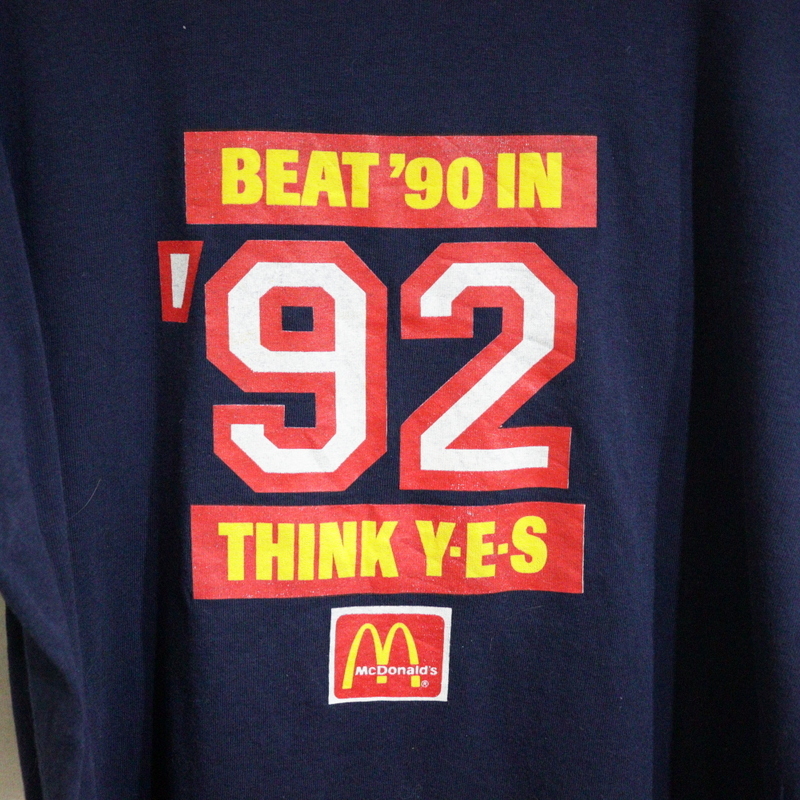 BEAT '90 IN
'92
THINK Y·E·S
McDonald's
®